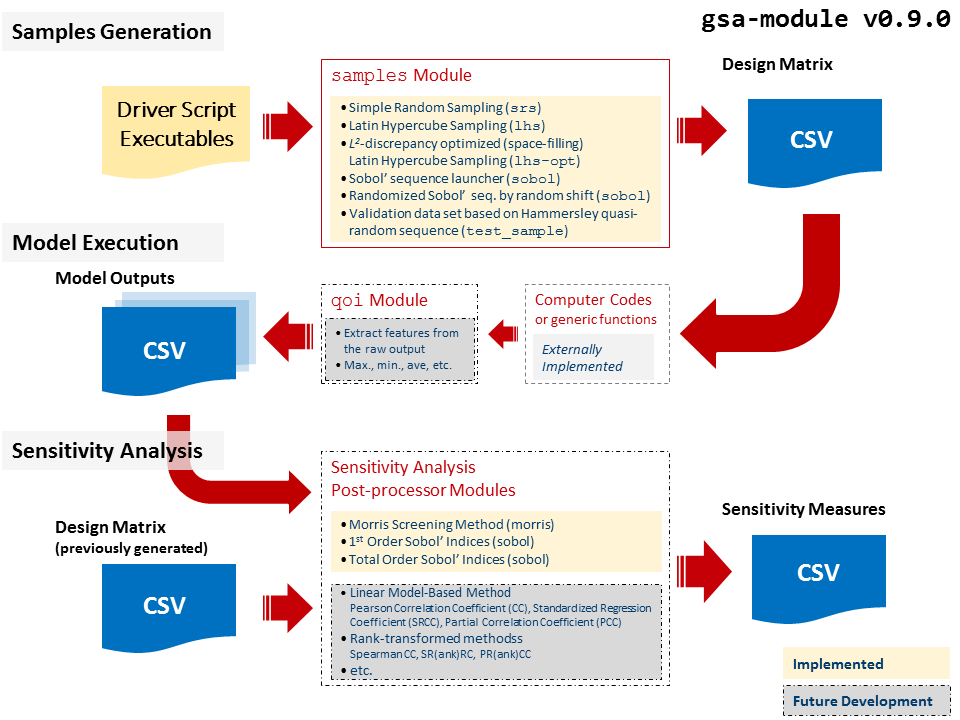 gsa-module v0.9.0
Samples Generation
Driver Script
Executables
samples Module
• Simple Random Sampling (srs)
• Latin Hypercube Sampling (lhs)
• L²-discrepancy optimized (space-filling)
Latin Hypercube Sampling (lhs-opt)
• Sobol’ sequence launcher (sobol)
• Randomized Sobol’ seq. by random shift (sobol)
• Validation data set based on Hammersley quasi-
random sequence (test_sample)
Design Matrix
CSV
Model Execution
Model Outputs
CSV
qoi Module
• Extract features from
the raw output
• Max., min., ave, etc.
Computer Codes
or generic functions
Externally
Implemented
Sensitivity Analysis
Design Matrix
(previously generated)
CSV
Sensitivity Analysis
Post-processor Modules
• Morris Screening Method (morris)
• 1st Order Sobol’ Indices (sobol)
• Total Order Sobol’ Indices (sobol)
• Linear Model-Based Method
Pearson Correlation Coefficient (CC), Standardized Regression
Coefficient (SRCC), Partial Correlation Coefficient (PCC)
• Rank-transformed methodss
Spearman CC, SR(ank)RC, PR(ank)CC
• etc.
Sensitivity Measures
CSV
Implemented
Future Development